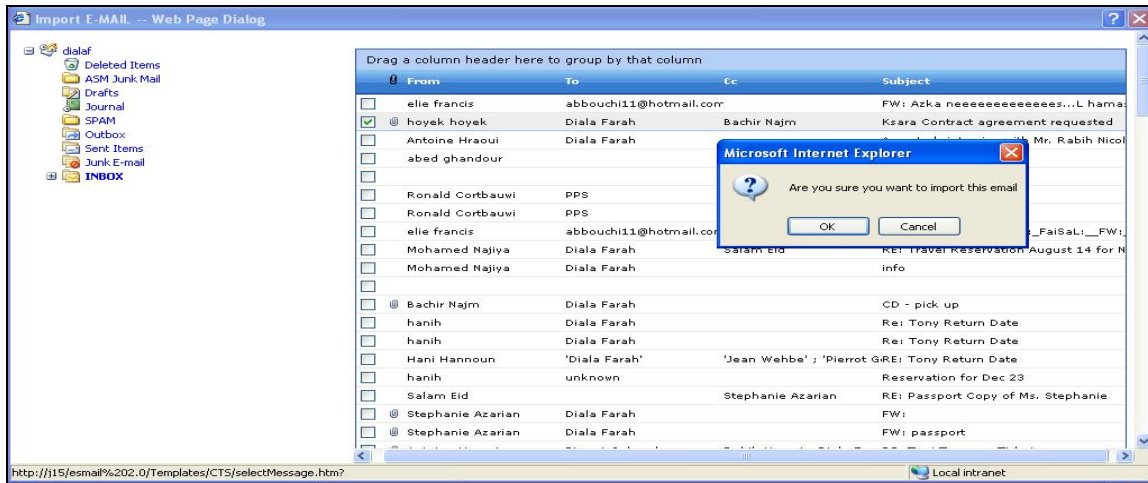 Import E-MAIL -- Web Page Dialog
dialaf
Deleted Items
ASM Junk Mail
Drafts
Journal
SPAM
Outbox
Sent Items
Junk E-mail
INBOX
Drag a column header here to group by that column
From To Cc Subject
elie francis abbouchi11@hotmail.com FW: Azka neeeeeeeeeeeeees...L hama
hoyek hoyek Diala Farah Bachir Najm Ksara Contract agreement requested
Antoine Hraoui Diala Farah Mr. Rabih Nicol
abed ghandour
Ronald Cortbauwi PPS
Ronald Cortbauwi PPS
elie francis abbouchi11@hotmail.com _FaiSaL:__FW:
Mohamed Najiya Diala Farah Salam Eid RE: Travel Reservation August 14 for N
Mohamed Najiya Diala Farah info
Bachir Najm Diala Farah CD - pick up
hanih Diala Farah Re: Tony Return Date
hanih Diala Farah Re: Tony Return Date
Hani Hannoun 'Diala Farah' 'Jean Wehbe' ; 'Pierrot G RE: Tony Return Date
hanih unknown Reservation for Dec 23
Salam Eid Stephanie Azarian RE: Passport Copy of Ms. Stephanie
Stephanie Azarian Diala Farah FW:
Stephanie Azarian Diala Farah FW: passport
Microsoft Internet Explorer
Are you sure you want to import this email
OK Cancel
http://j15/esmail%202.0/Templates/CTS/selectMessage.htm?
Local intranet